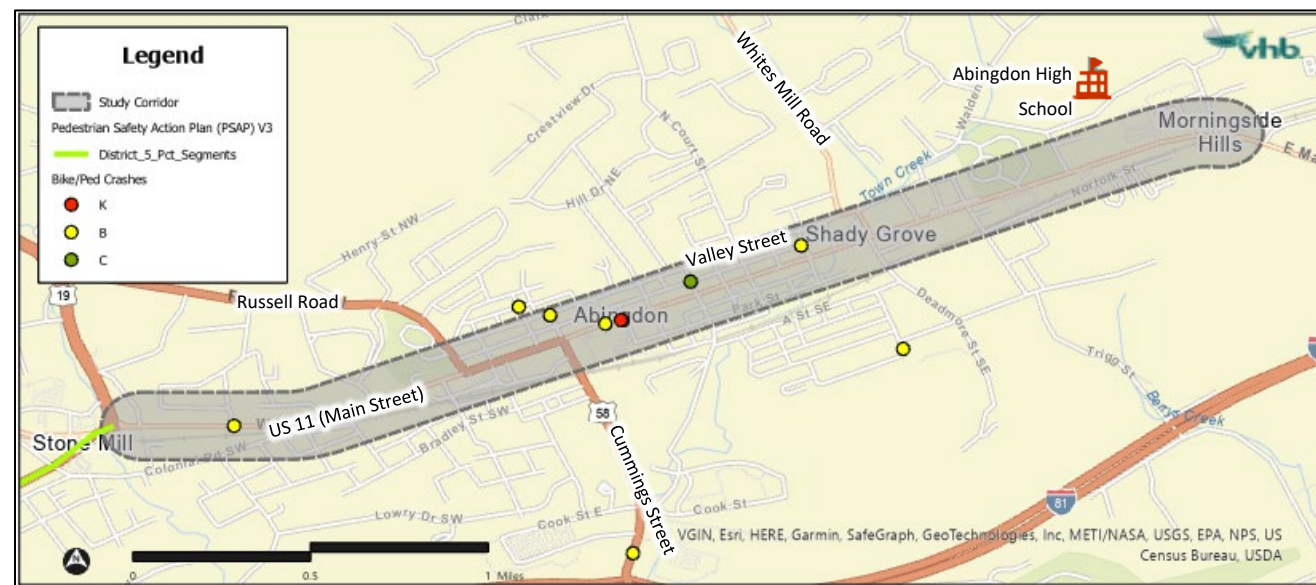 Legend
Study Corridor
Pedestrian Safety Action Plan (PSAP) V3
District_5_Pct_Segments
Bike/Ped Crashes
K
B
C
vhb.
Whites Mill Road
Abingdon High
School
Walden
Morningside
Hills
E Ma
Crestview Dr
N Court St
Town Creek
Norfolk St
Hill Dr NE
Henry St NW
Valley Street
Shady Grove
19
Russell Road
Abingdon
Park St
A St SE
Deadmore St SE
Trigg St
Berrys Creek
US 11 (Main Street)
W
Bradley St SW
58
Stone Mill
Colonial Rd SW
Cummings Street
Lowry Dr SW
Cook St E
Cook St
81
VGIN, Esri, HERE, Garmin, SafeGraph, GeoTechnologies, Inc, METI/NASA, USGS, EPA, NPS, US
Census Bureau, USDA
N
0 0.5 1 Miles